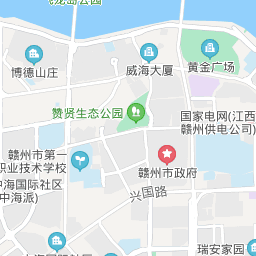 飞龙岛公园
博德山庄
威海大厦
黄金广场
赞贤生态公园
国家电网(江西
赣州供电公司)
赣州市第一
职业技术学校
赣州市政府
中海国际社区
(中海派)
兴国路
瑞安家园